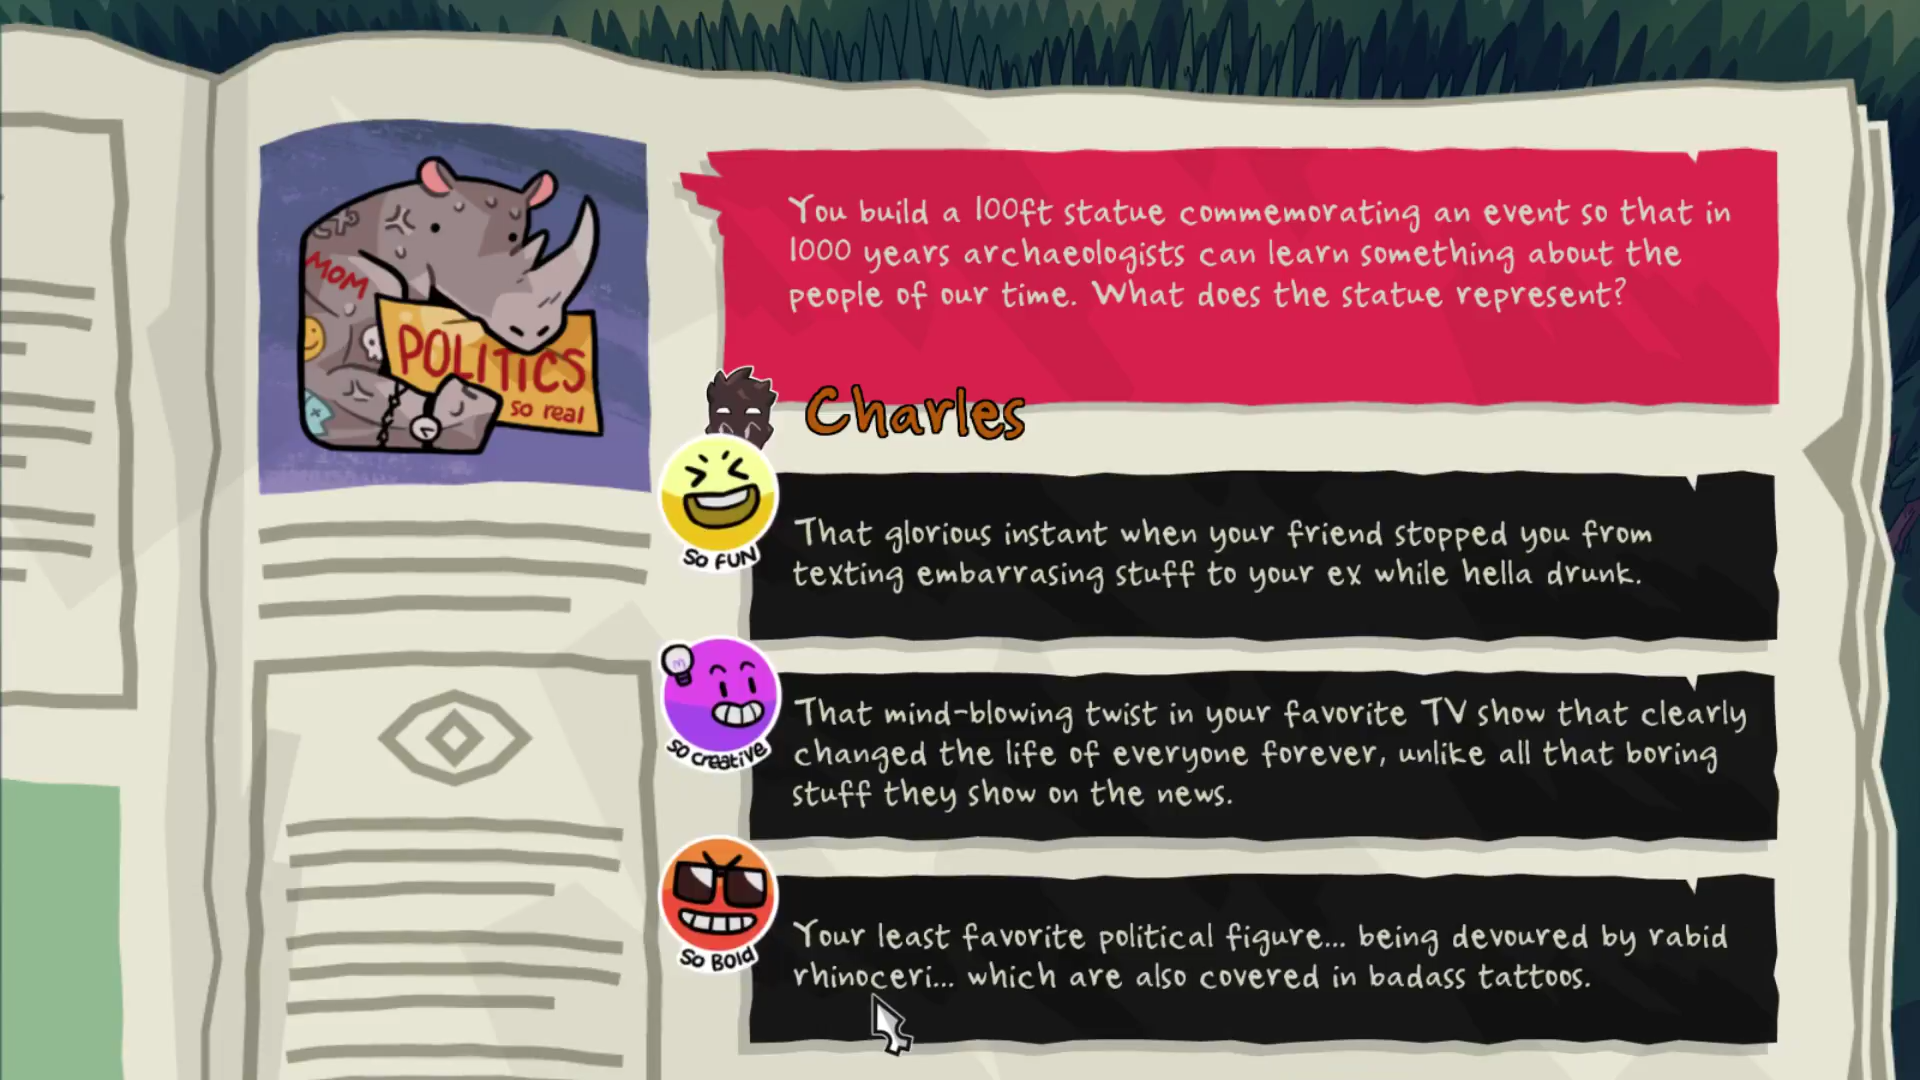 MOM
POLITICS
so real
You build a 100ft statue commemorating an event so that in
1000 years archaeologists can learn something about the
people of our time. What does the statue represent?
Charles
So FUN
That glorious instant when your friend stopped you from
texting embarrasing stuff to your ex while hella drunk.
So creative
That mind-blowing twist in your favorite TV show that clearly
changed the life of everyone forever, unlike all that boring
stuff they show on the news.
So Bold
Your least favorite political figure... being devoured by rabid
rhinoceri... which are also covered in badass tattoos.